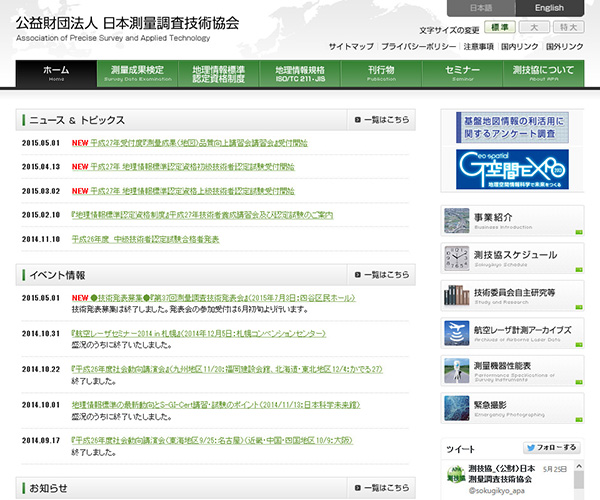 日本語 English
公益財団法人 日本測量調査技術協会
Association of Precise Survey and Applied Technology
文字サイズの変更 標準 大 特大
サイトマップ プライバシーポリシー 注意事項 国内リンク 国外リンク
ホーム 測量成果検定 地理情報標準 認定資格制度 地理情報規格 ISO/TC 211・JIS 刊行物 セミナー 測技協について
Home Survey Data Examination Publication Seminar About APA
ニュース & トピックス 一覧はこちら
2015.05.01 NEW 平成27年受付度『測量成果(地図)品質向上講習会講習会』受付開始
2015.04.13 NEW 平成27年 地理情報標準認定資格初級技術者認定試験受付開始
2015.03.02 NEW 平成27年 地理情報標準認定資格上級技術者認定試験受付開始
2015.02.10 『地理情報標準認定資格制度』平成27年技術者養成講習会及び認定試験のご案内
2014.11.10 平成26年度 中級技術者認定試験合格者発表
イベント情報 一覧はこちら
2015.05.01 NEW ●技術発表募集●『第37回測量調査技術発表会』(2015年7月3日:四谷区民ホール)
技術発表募集は終了しました。発表会の参加受付は6月初旬より行います。
2014.10.31 『航空レーザセミナー2014 in 札幌』(2014年12月5日:札幌コンベンションセンター)
盛況のうちに終了いたしました。
2014.10.22 『平成26年度社会動向講演会』(九州地区11/20:福岡建設会館、北海道・東北地区12/4:かでる27)
終了しました。
2014.10.01 地理情報標準の最新動向とS-GI-Cert講習・試験のポイント(2014/11/13:日本科学未来館)
盛況のうちに終了いたしました。
2014.09.17 『平成26年度社会動向講演会(東海地区9/25:名古屋)(近畿・中国・四国地区10/9:大阪)
終了しました。
お知らせ 一覧はこちら
基盤地図情報の利活用に関するアンケート調査
Geo spatial
G空間EXPO
地理空間情報科学で未来をつくる
事業紹介
Business Introduction
測技協スケジュール
Sokugikyo Schedule
技術委員会自主研究等
Study and Research
航空レーザ計測アーカイブズ
Archives of Airborne Laser Data
測量機器性能表
Performance Specifications of Survey Instruments
緊急撮影
Emergency Photographing
ツイート フォローする
測技協_(公財)日本測量調査技術協会 5月25日
@sokugikyo_apa